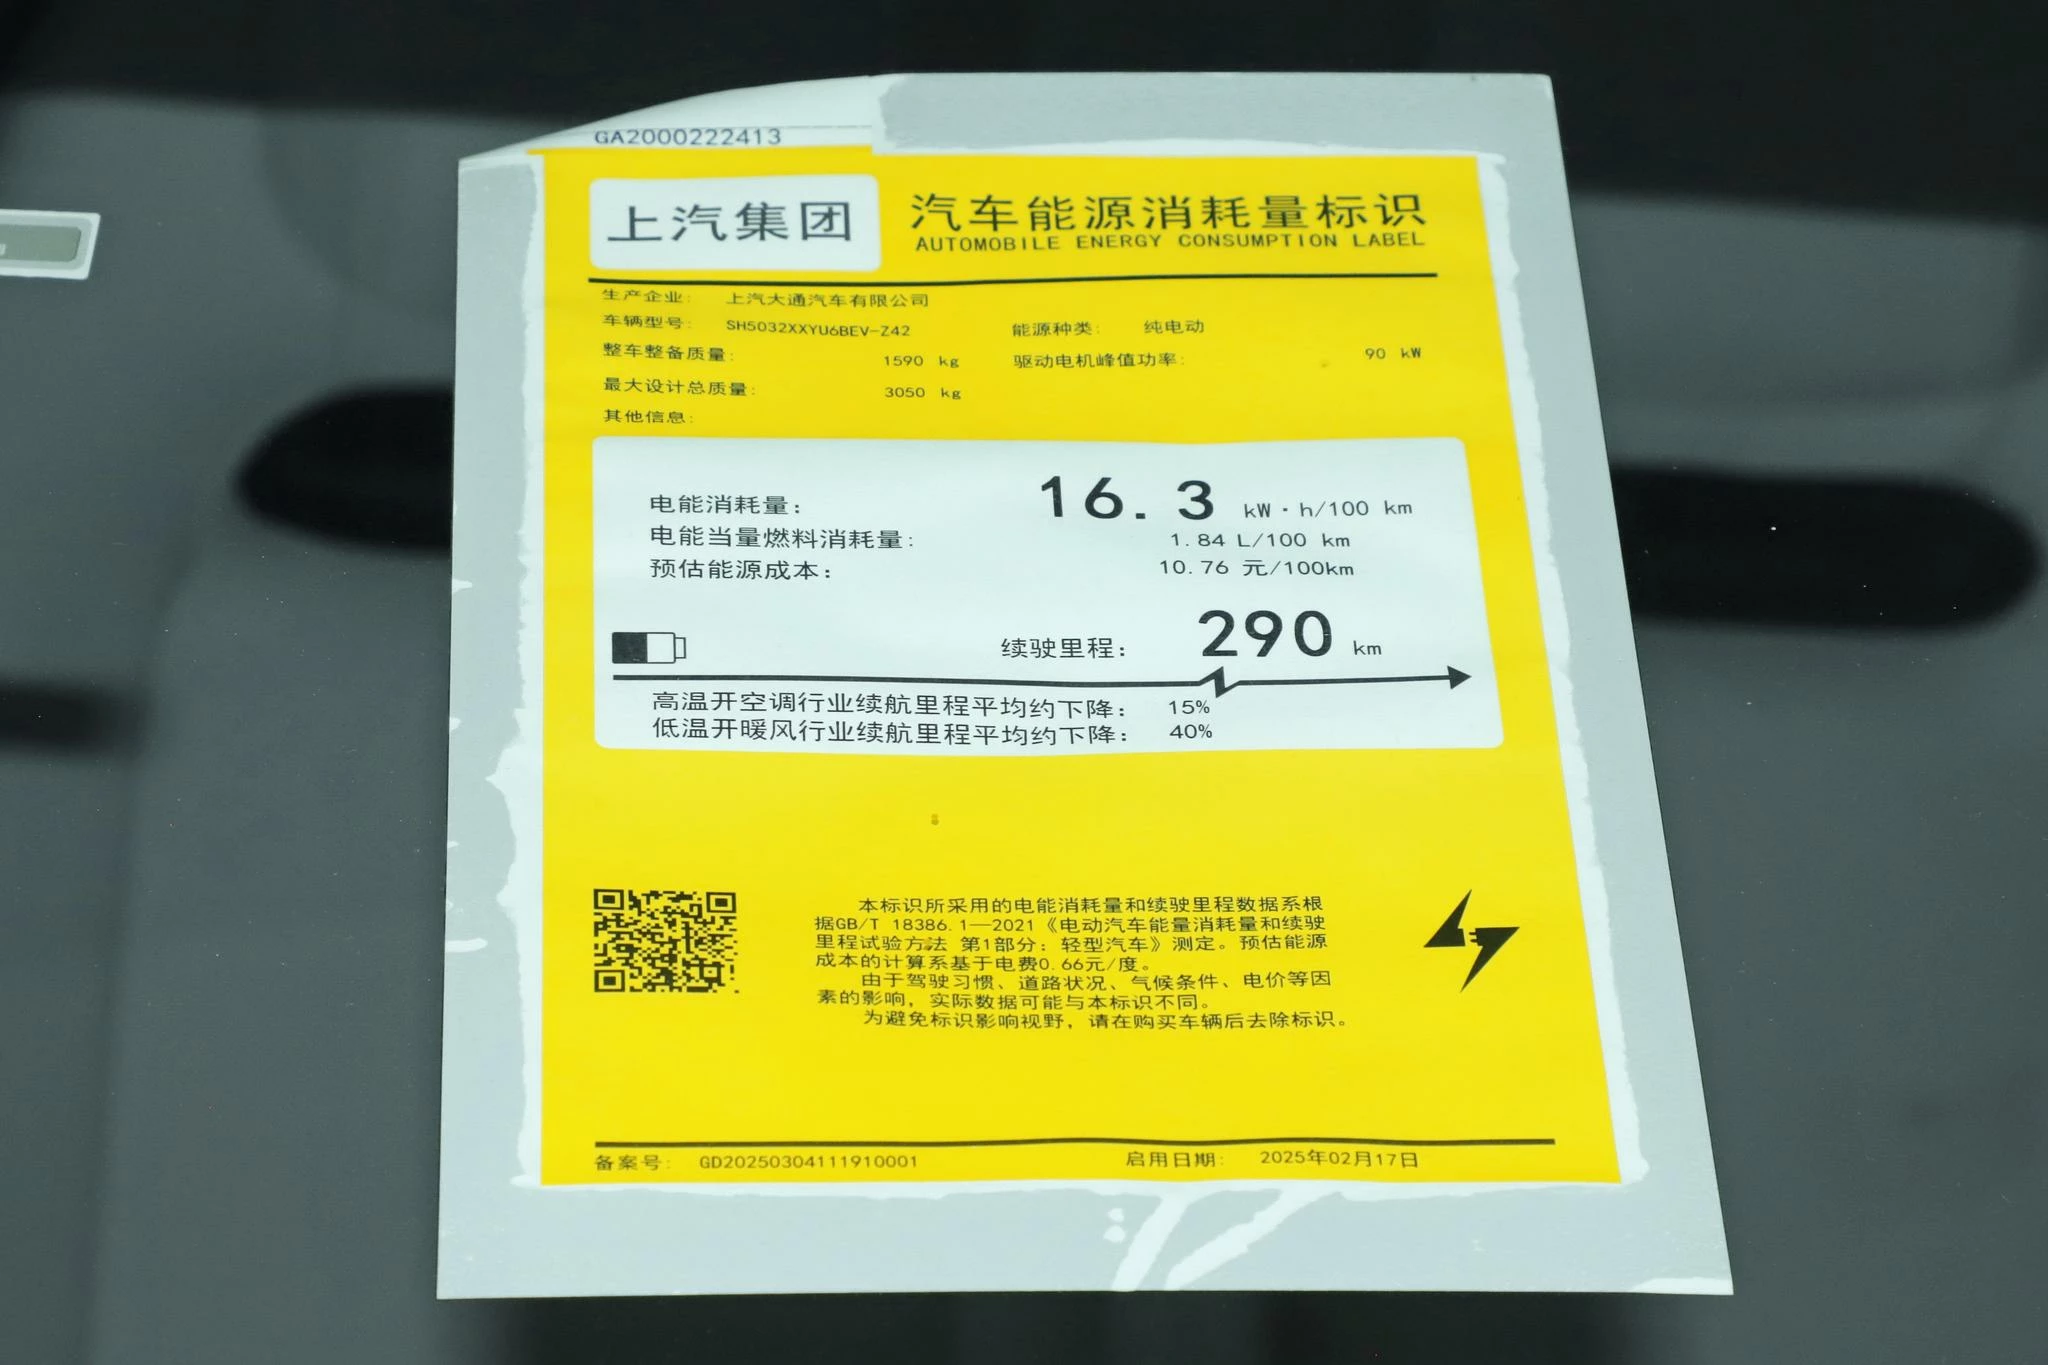 GA2000222413
上汽集团
汽车能源消耗量标识
AUTOMOBILE ENERGY CONSUMPTION LABEL
生产企业: 上汽大通汽车有限公司
车辆型号: SH5032XXYU6BEV-Z42 能源种类: 纯电动
整车整备质量: 1590 kg 驱动电机峰值功率: 90 kW
最大设计总质量: 3050 kg
其他信息:
电能消耗量: 16.3 kW·h/100 km
电能当量燃料消耗量: 1.84 L/100 km
预估能源成本: 10.76 元/100km
续驶里程: 290 km
高温开空调行业续航里程平均约下降: 15%
低温开暖风行业续航里程平均约下降: 40%
本标识所采用的电能消耗量和续驶里程数据系根
据GB/T 18386.1—2021《电动汽车能量消耗量和续驶
里程试验方法 第1部分：轻型汽车》测定。预估能源
成本的计算系基于电费0.66元/度。
由于驾驶习惯、道路状况、气候条件、电价等因
素的影响，实际数据可能与本标识不同。
为避免标识影响视野，请在购买车辆后去除标识。
备案号: GD20250304111910001 启用日期: 2025年02月17日